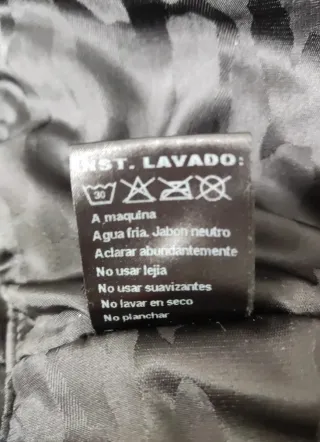 INST. LAVADO:
30
A maquina
Agua fria. Jabon neutro
Aclarar abundantemente
No usar lejia
No usar suavizantes
No lavar en seco
No planchar